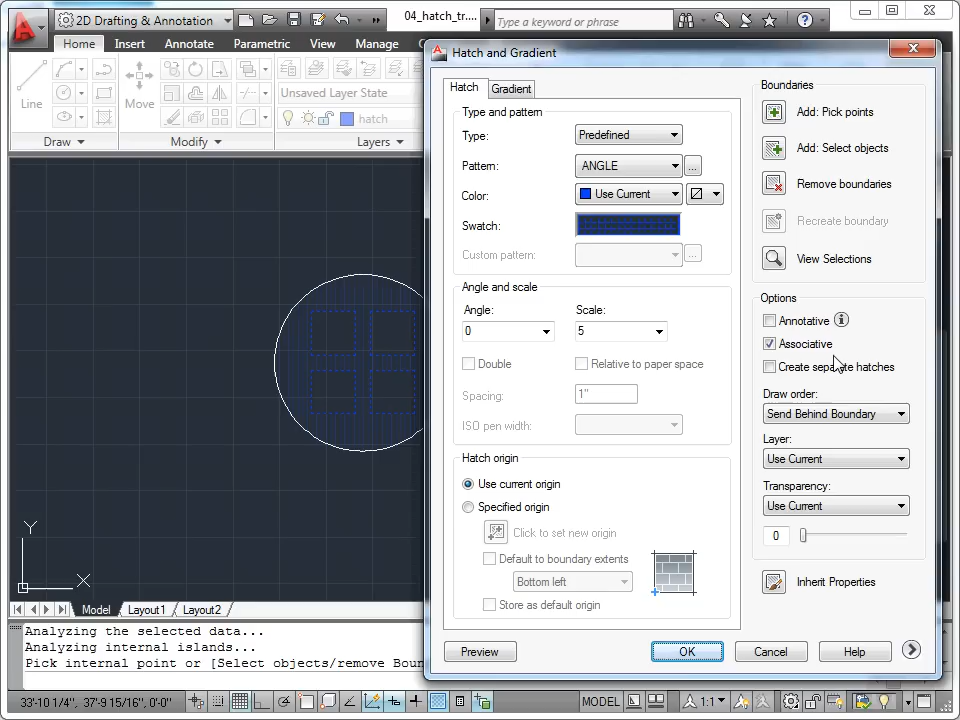 2D Drafting & Annotation
04_hatch_tr....
Type a keyword or phrase
Home Insert Annotate Parametric View Manage
Line
Move
Unsaved Layer State
hatch
Draw Modify Layers
Hatch and Gradient
Hatch Gradient
Type and pattern
Type: Predefined
Pattern: ANGLE ...
Color: Use Current
Swatch:
Custom pattern: ...
Angle and scale
Angle: Scale:
0 5
Double Relative to paper space
Spacing: 1"
ISO pen width:
Hatch origin
Use current origin
Specified origin
Click to set new origin
Default to boundary extents
Bottom left
Store as default origin
Boundaries
Add: Pick points
Add: Select objects
Remove boundaries
Recreate boundary
View Selections
Options
Annotative
Associative
Create separate hatches
Draw order:
Send Behind Boundary
Layer:
Use Current
Transparency:
Use Current
0
Inherit Properties
Preview OK Cancel Help
Y
X
Model Layout1 Layout2
Analyzing the selected data...
Analyzing internal islands...
Pick internal point or [Select objects/remove Boun
33'-10 1/4", 37'-9 15/16", 0'-0" MODEL 1:1